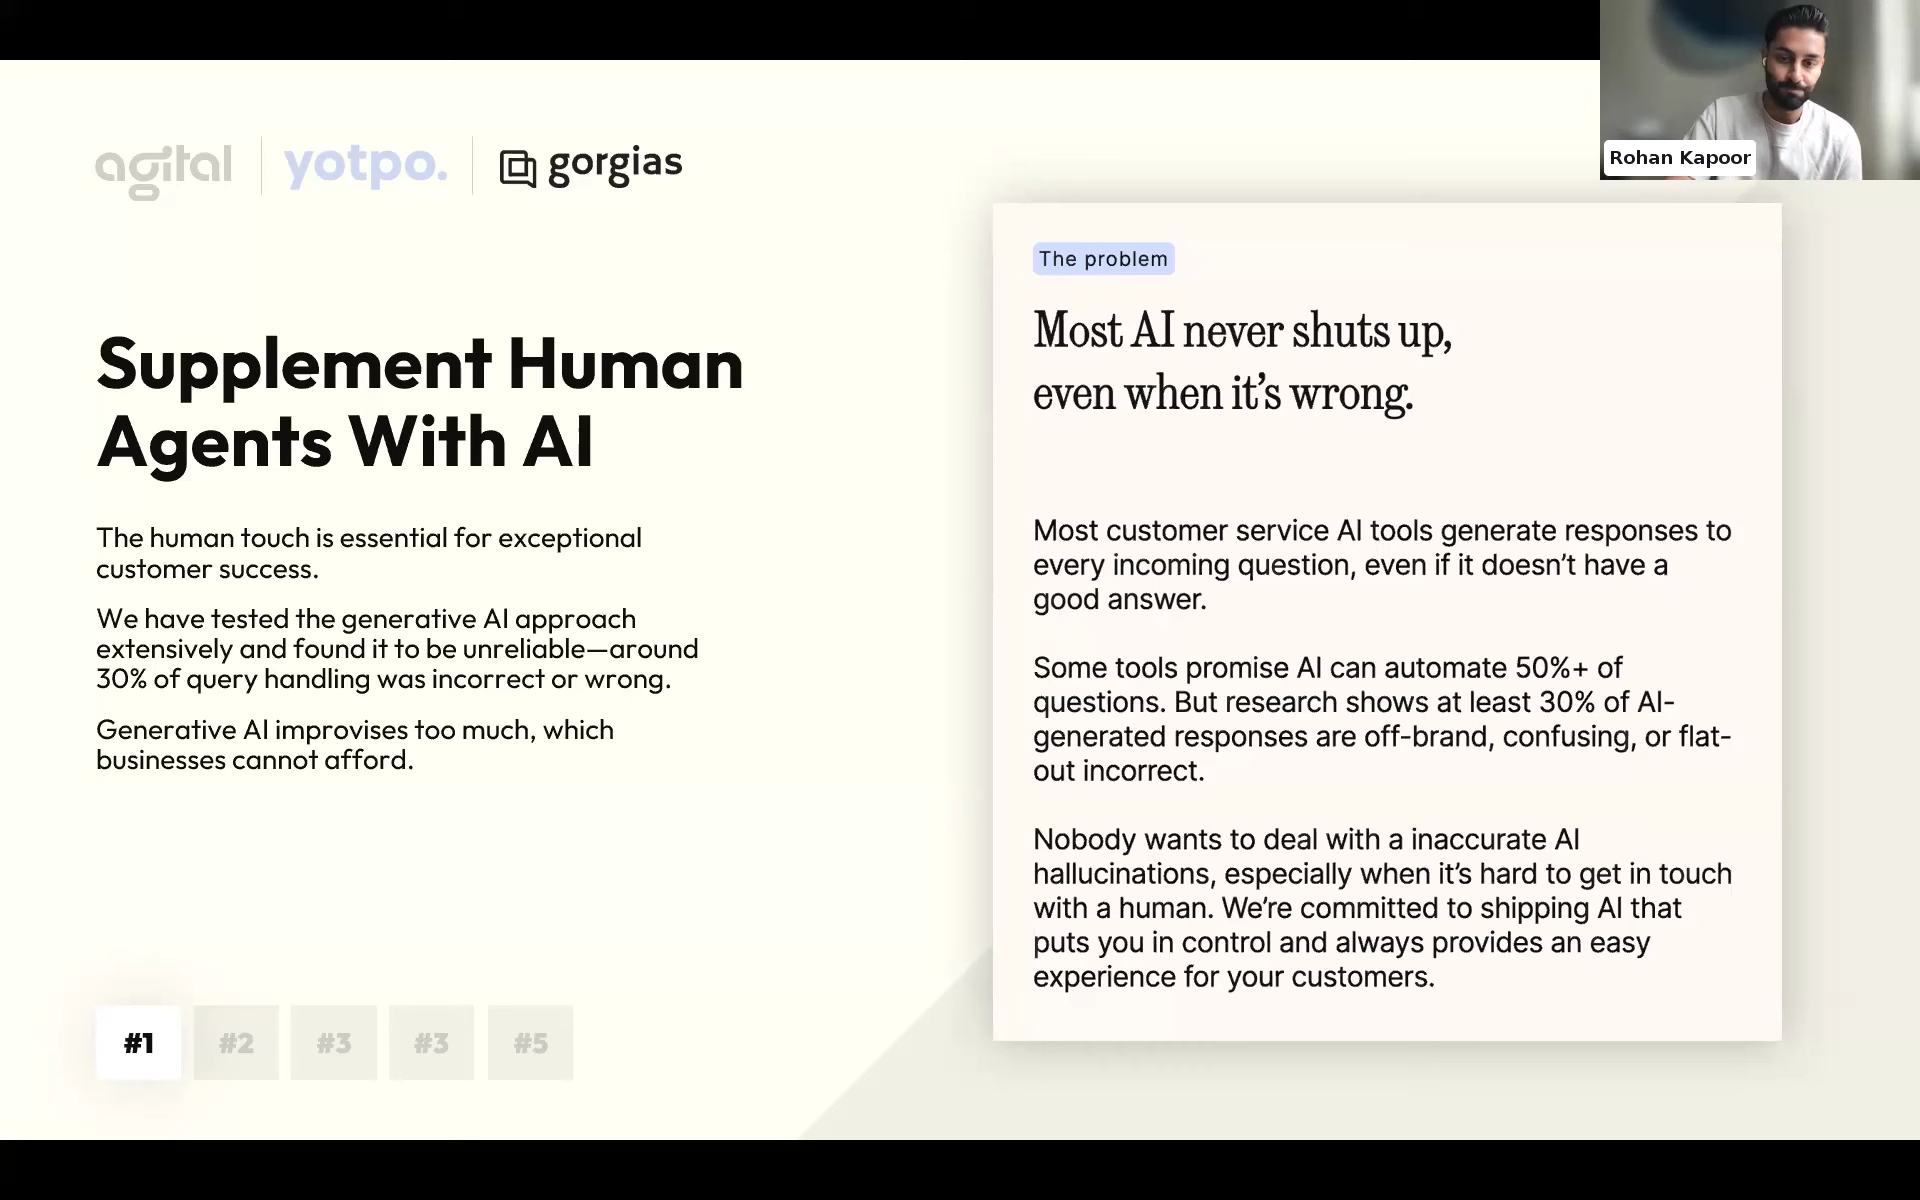 Rohan Kapoor
agital
yotpo.
gorgias
Supplement Human
Agents With AI
The human touch is essential for exceptional
customer success.
We have tested the generative AI approach
extensively and found it to be unreliable—around
30% of query handling was incorrect or wrong.
Generative AI improvises too much, which
businesses cannot afford.
#1
#2
#3
#3
#5
The problem
Most AI never shuts up,
even when it’s wrong.
Most customer service AI tools generate responses to
every incoming question, even if it doesn’t have a
good answer.
Some tools promise AI can automate 50%+ of
questions. But research shows at least 30% of AI-
generated responses are off-brand, confusing, or flat-
out incorrect.
Nobody wants to deal with a inaccurate AI
hallucinations, especially when it’s hard to get in touch
with a human. We’re committed to shipping AI that
puts you in control and always provides an easy
experience for your customers.